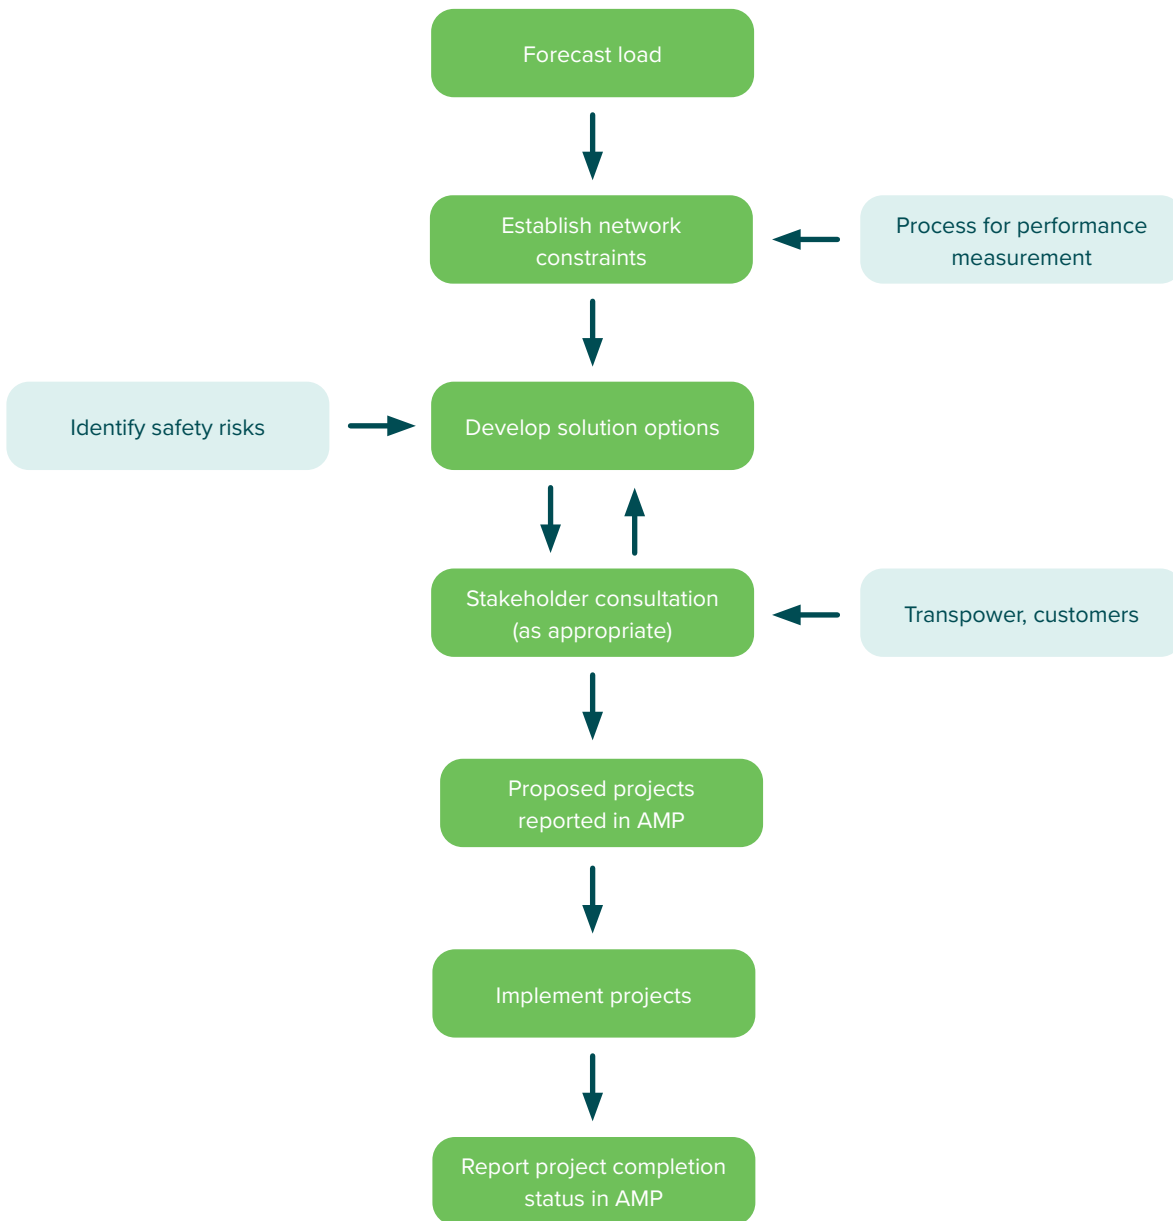 Forecast load
Establish network
constraints
Process for performance
measurement
Identify safety risks
Develop solution options
Stakeholder consultation
(as appropriate)
Transpower, customers
Proposed projects
reported in AMP
Implement projects
Report project completion
status in AMP